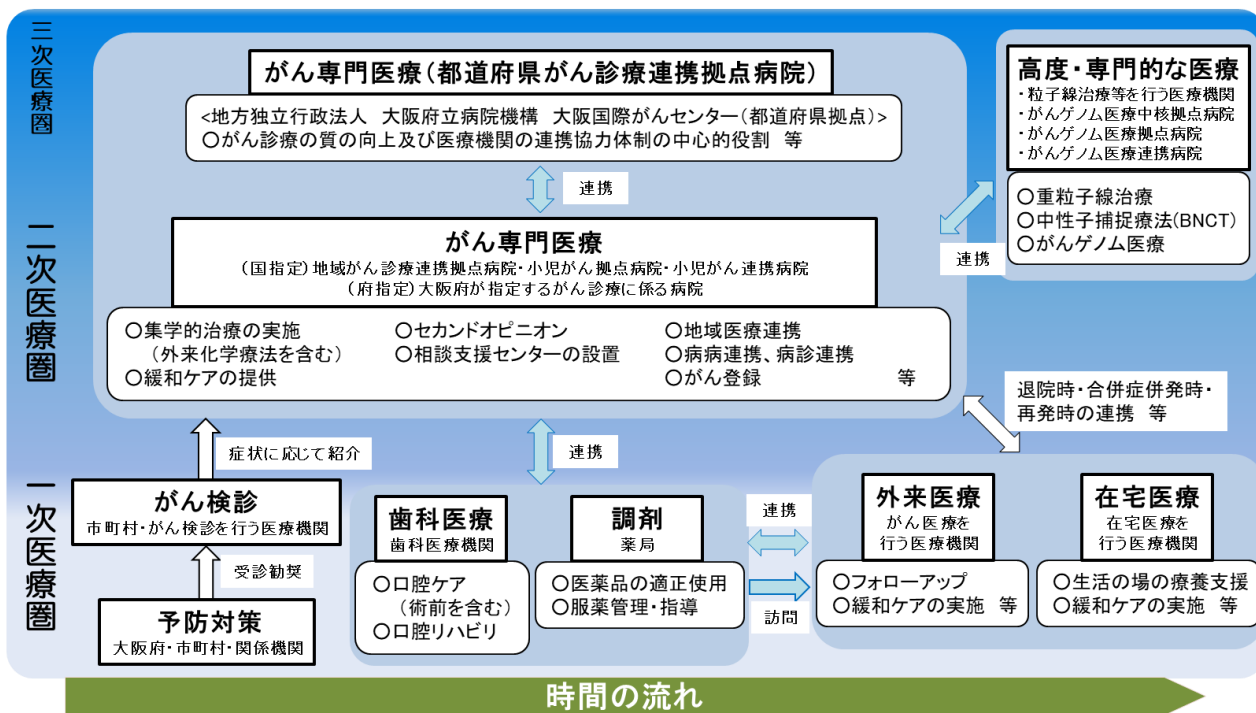 三次医療圏
がん専門医療(都道府県がん診療連携拠点病院)
<地方独立行政法人 大阪府立病院機構 大阪国際がんセンター(都道府県拠点)>
○がん診療の質の向上及び医療機関の連携協力体制の中心的役割 等
高度・専門的な医療
・粒子線治療等を行う医療機関
・がんゲノム医療中核拠点病院
・がんゲノム医療拠点病院
・がんゲノム医療連携病院
○重粒子線治療
○中性子捕捉療法(BNCT)
○がんゲノム医療
連携
連携
二次医療圏
がん専門医療
(国指定)地域がん診療連携拠点病院・小児がん拠点病院・小児がん連携病院
(府指定)大阪府が指定するがん診療に係る病院
○集学的治療の実施
(外来化学療法を含む)
○緩和ケアの提供
○セカンドオピニオン
○相談支援センターの設置
○地域医療連携
○病病連携、病診連携
○がん登録 等
退院時・合併症併発時・
再発時の連携 等
症状に応じて紹介
連携
一次医療圏
がん検診
市町村・がん検診を行う医療機関
受診勧奨
予防対策
大阪府・市町村・関係機関
歯科医療
歯科医療機関
○口腔ケア
(術前を含む)
○口腔リハビリ
調剤
薬局
○医薬品の適正使用
○服薬管理・指導
連携
訪問
外来医療
がん医療を
行う医療機関
○フォローアップ
○緩和ケアの実施 等
在宅医療
在宅医療を
行う医療機関
○生活の場の療養支援
○緩和ケアの実施 等
時間の流れ